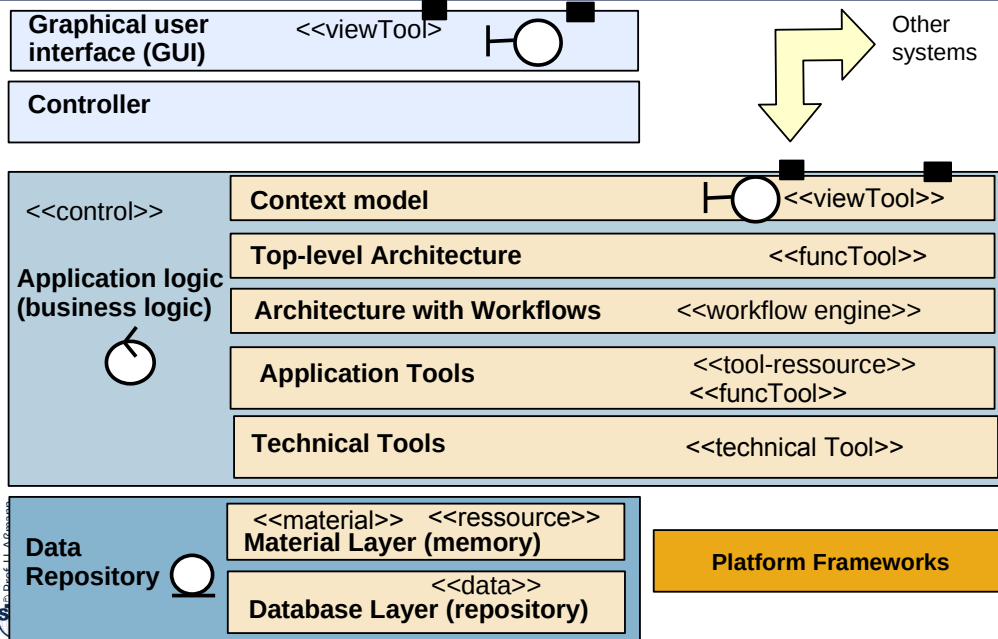 Graphical user <<viewTool>
interface (GUI)
Other
systems
Controller
<<control>>
Application logic
(business logic)
Context model <<viewTool>>
Top-level Architecture <<funcTool>>
Architecture with Workflows <<workflow engine>>
Application Tools <<tool-ressource>>
<<funcTool>>
Technical Tools <<technical Tool>>
Data
Repository
<<material>> <<ressource>>
Material Layer (memory)
<<data>>
Database Layer (repository)
Platform Frameworks
© Prof. U. Aßmann